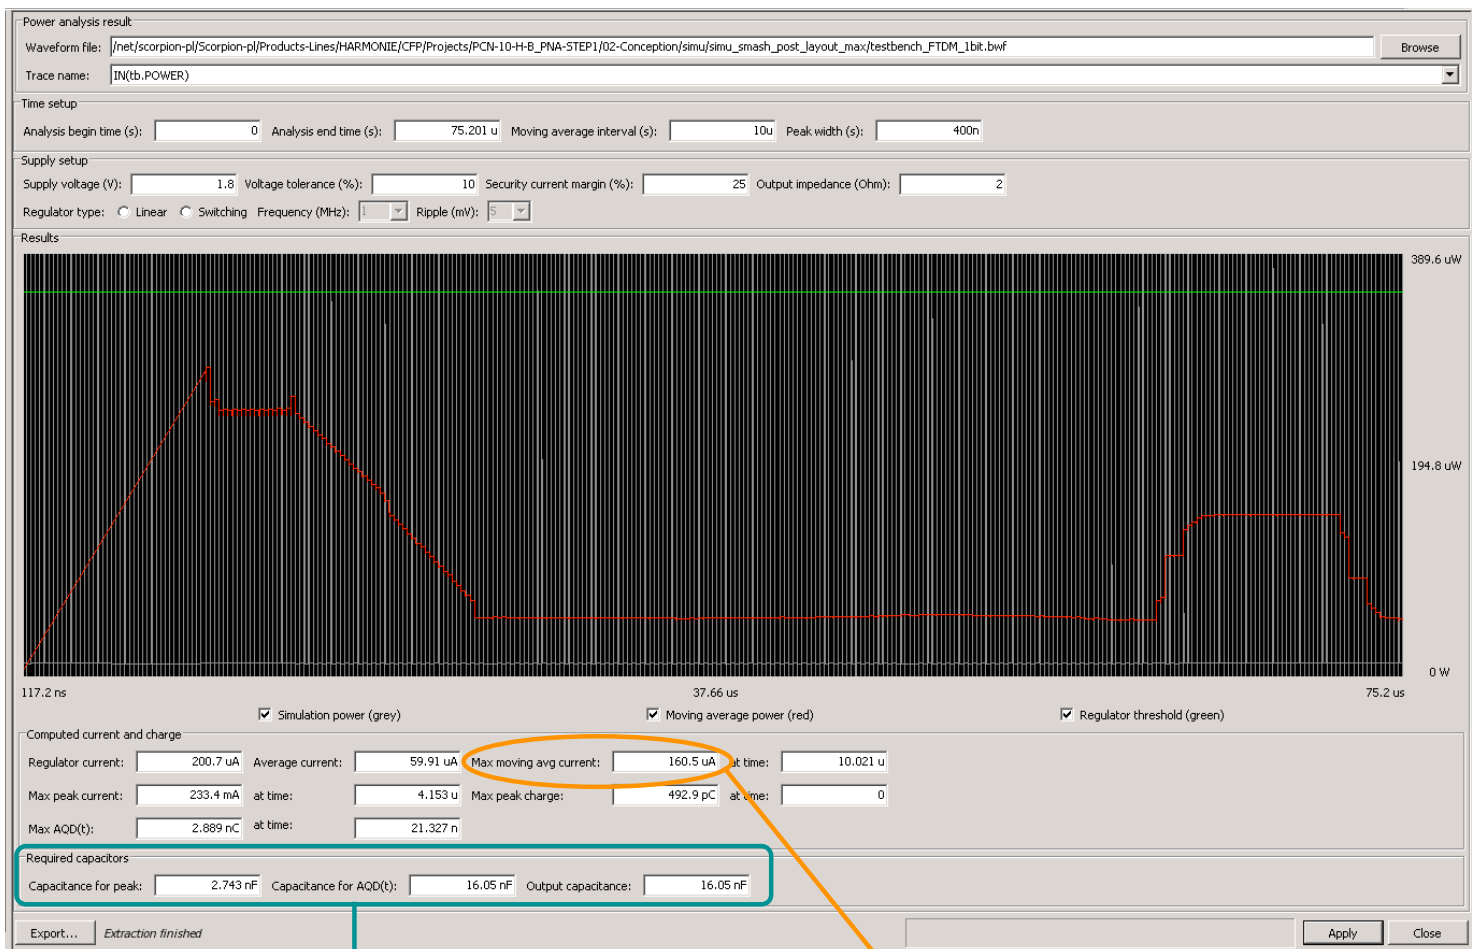 Power analysis result
Waveform file: /net/scorpion-pl/Scorpion-pl/Products-Lines/HARMONIE/CFP/Projects/PCN-10-H-B_PNA-STEP1/02-Conception/simu/simu_smash_post_layout_max/testbench_FTDM_1bit.bwf Browse
Trace name: IN(tb.POWER)
Time setup
Analysis begin time (s): 0 Analysis end time (s): 75.201 u Moving average interval (s): 10u Peak width (s): 400n
Supply setup
Supply voltage (V): 1.8 Voltage tolerance (%): 10 Security current margin (%): 25 Output impedance (Ohm): 2
Regulator type: Linear Switching Frequency (MHz): 1 Ripple (mV): 5
Results
389.6 uW
194.8 uW
0 W
117.2 ns 37.66 us 75.2 us
Simulation power (grey) Moving average power (red) Regulator threshold (green)
Computed current and charge
Regulator current: 200.7 uA Average current: 59.91 uA Max moving avg current: 160.5 uA at time: 10.021 u
Max peak current: 233.4 mA at time: 4.153 u Max peak charge: 492.9 pC at time: 0
Max AQD(t): 2.889 nC at time: 21.327 n
Required capacitors
Capacitance for peak: 2.743 nF Capacitance for AQD(t): 16.05 nF Output capacitance: 16.05 nF
Export... Extraction finished Apply Close